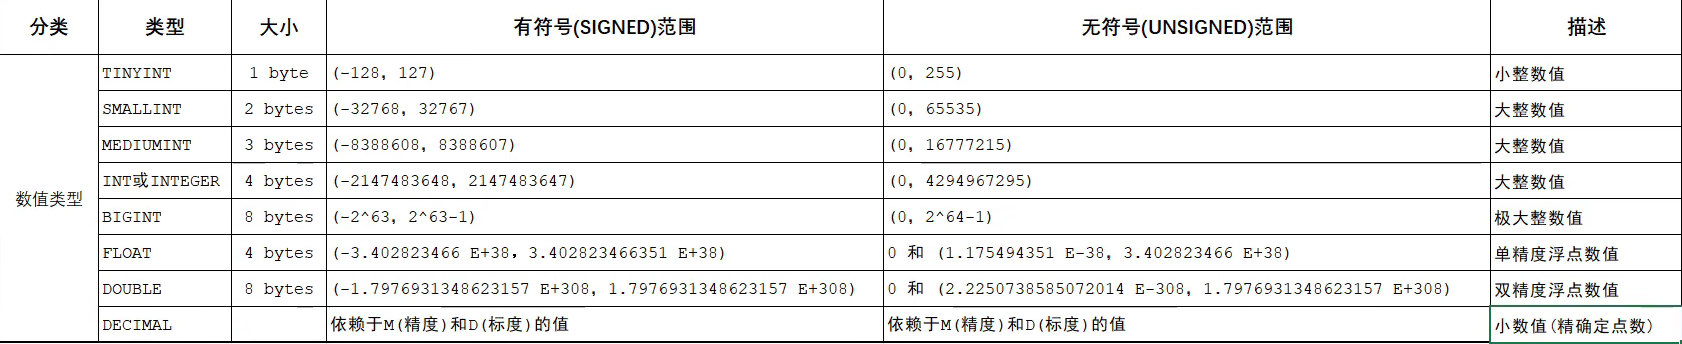 分类 类型 大小 有符号(SIGNED)范围 无符号(UNSIGNED)范围 描述
TINYINT 1 byte (-128, 127) (0, 255) 小整数值
SMALLINT 2 bytes (-32768, 32767) (0, 65535) 大整数值
MEDIUMINT 3 bytes (-8388608, 8388607) (0, 16777215) 大整数值
数值类型 INT或INTEGER 4 bytes (-2147483648, 2147483647) (0, 4294967295) 大整数值
BIGINT 8 bytes (-2^63, 2^63-1) (0, 2^64-1) 极大整数值
FLOAT 4 bytes (-3.402823466 E+38, 3.402823466351 E+38) 0 和 (1.175494351 E-38, 3.402823466 E+38) 单精度浮点数值
DOUBLE 8 bytes (-1.7976931348623157 E+308, 1.7976931348623157 E+308) 0 和 (2.2250738585072014 E-308, 1.7976931348623157 E+308) 双精度浮点数值
DECIMAL 依赖于M(精度)和D(标度)的值 依赖于M(精度)和D(标度)的值 小数值(精确定点数)